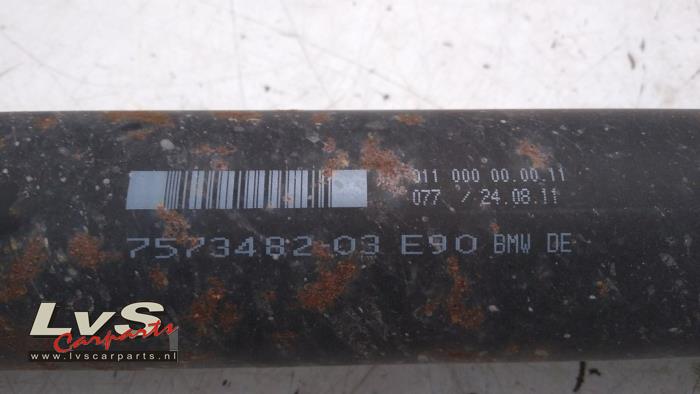 011 000 00.00.11
077 / 24.08.11
7573482 03 E90 BMW DE
LvS
Carparts
www.lvscarparts.nl